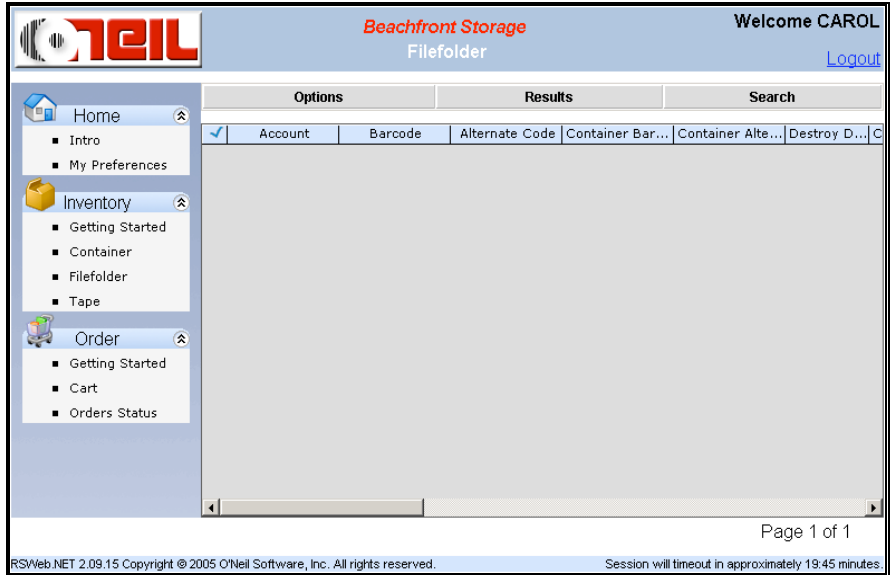 O'NEIL
Beachfront Storage
Filefolder
Welcome CAROL
Logout
Home
Intro
My Preferences
Inventory
Getting Started
Container
Filefolder
Tape
Order
Getting Started
Cart
Orders Status
Options Results Search
Account Barcode Alternate Code Container Bar... Container Alte... Destroy D... C
Page 1 of 1
RSWeb.NET 2.09.15 Copyright © 2005 O'Neil Software, Inc. All rights reserved.
Session will timeout in approximately 19:45 minutes.